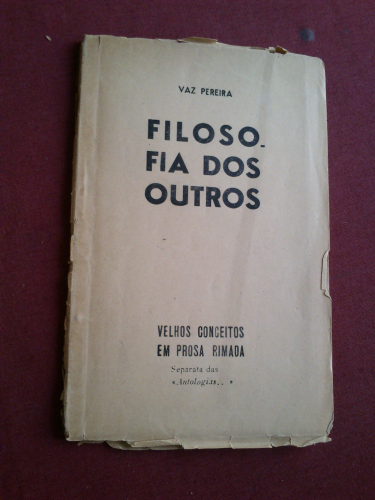 VAZ PEREIRA
FILOSO-
FIA DOS
OUTROS
VELHOS CONCEITOS
EM PROSA RIMADA
Separata das
«Antologias.. »